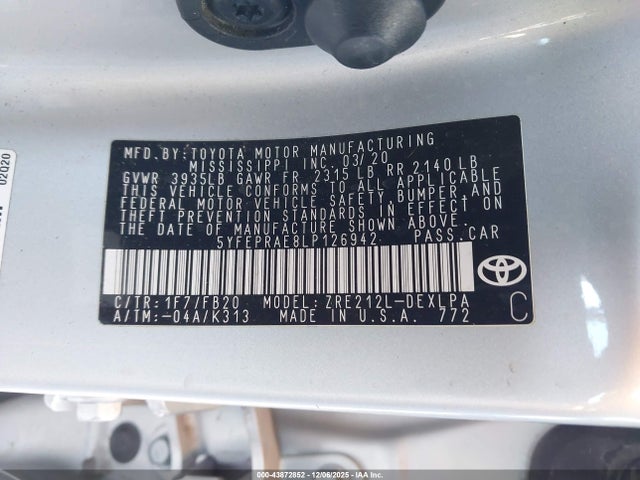 MFD.BY:TOYOTA MOTOR MANUFACTURING
MISSISSIPPI INC. 03/20
GVWR 3935LB GAWR FR 2315 LB RR 2140 LB
THIS VEHICLE CONFORMS TO ALL APPLICABLE
FEDERAL MOTOR VEHICLE SAFETY,BUMPER,AND
THEFT PREVENTION STANDARDS IN EFFECT ON
THE DATE OF MANUFACTURE SHOWN ABOVE.
5YFEPRAE8LP126942 PASS.CAR
C/TR:1F7/FB20 MODEL:ZRE212L-DEXLPA
A/TM:-04A/K313 MADE IN U.S.A. 772
C
02020
000-43872852 | 12/06/2025 - IAA Inc.